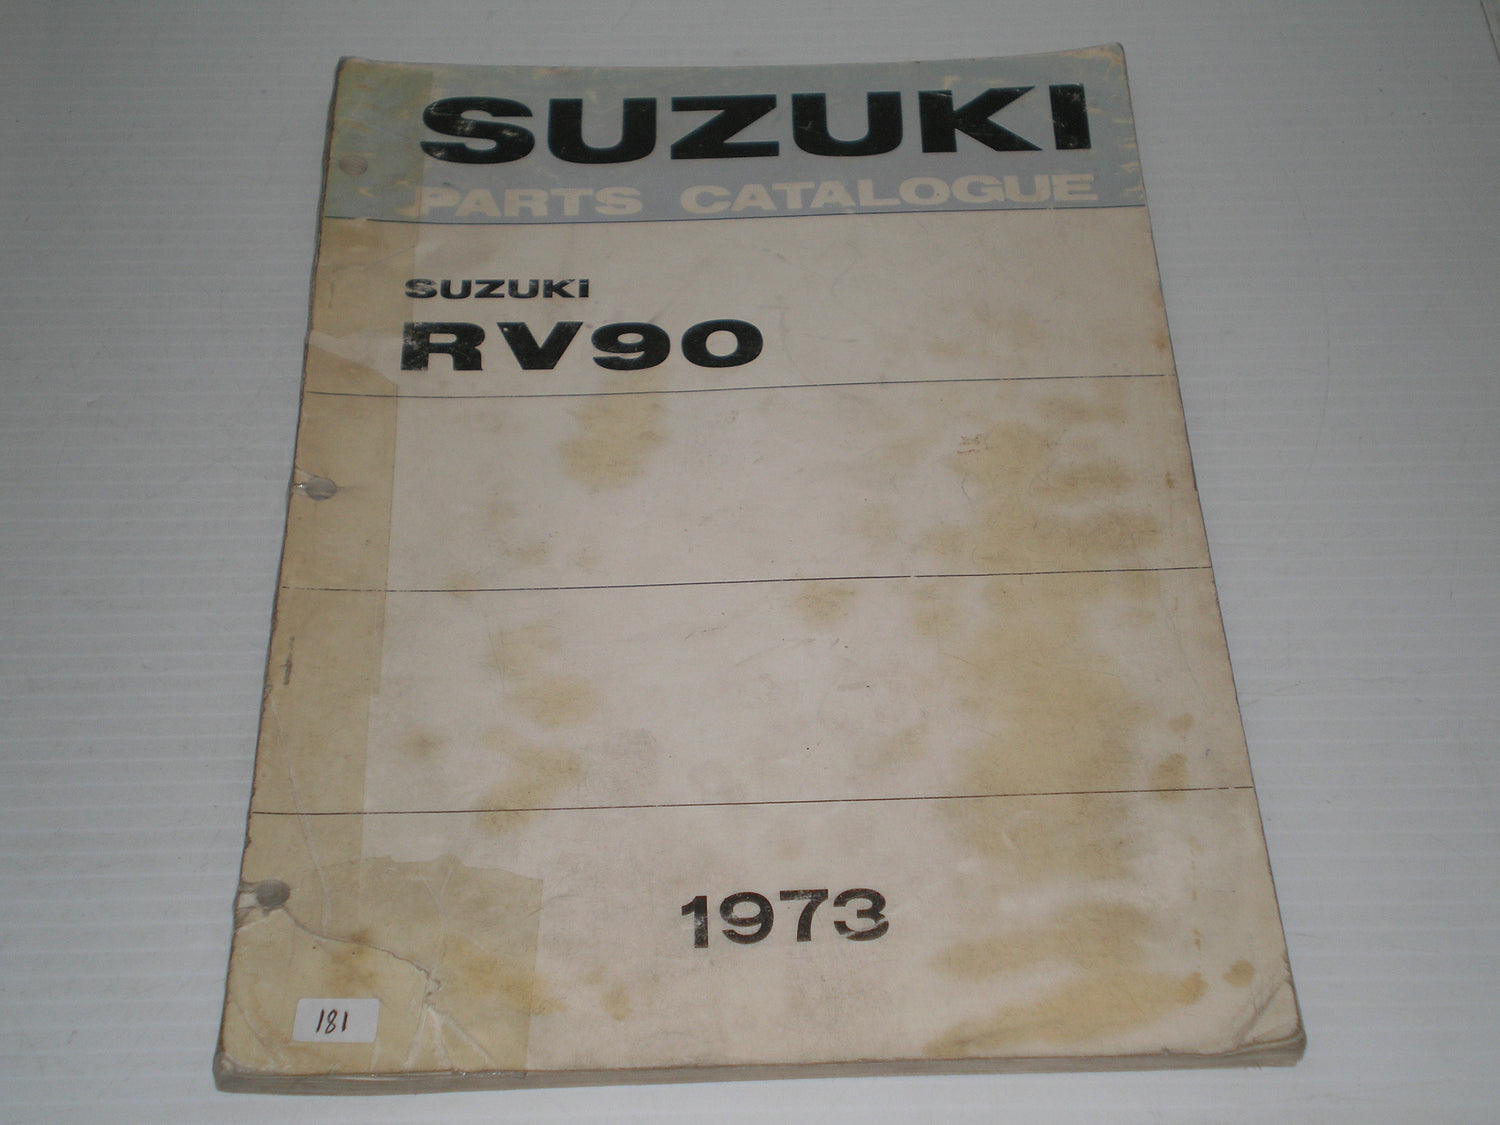 SUZUKI
PARTS CATALOGUE
SUZUKI
RV90
1973
181